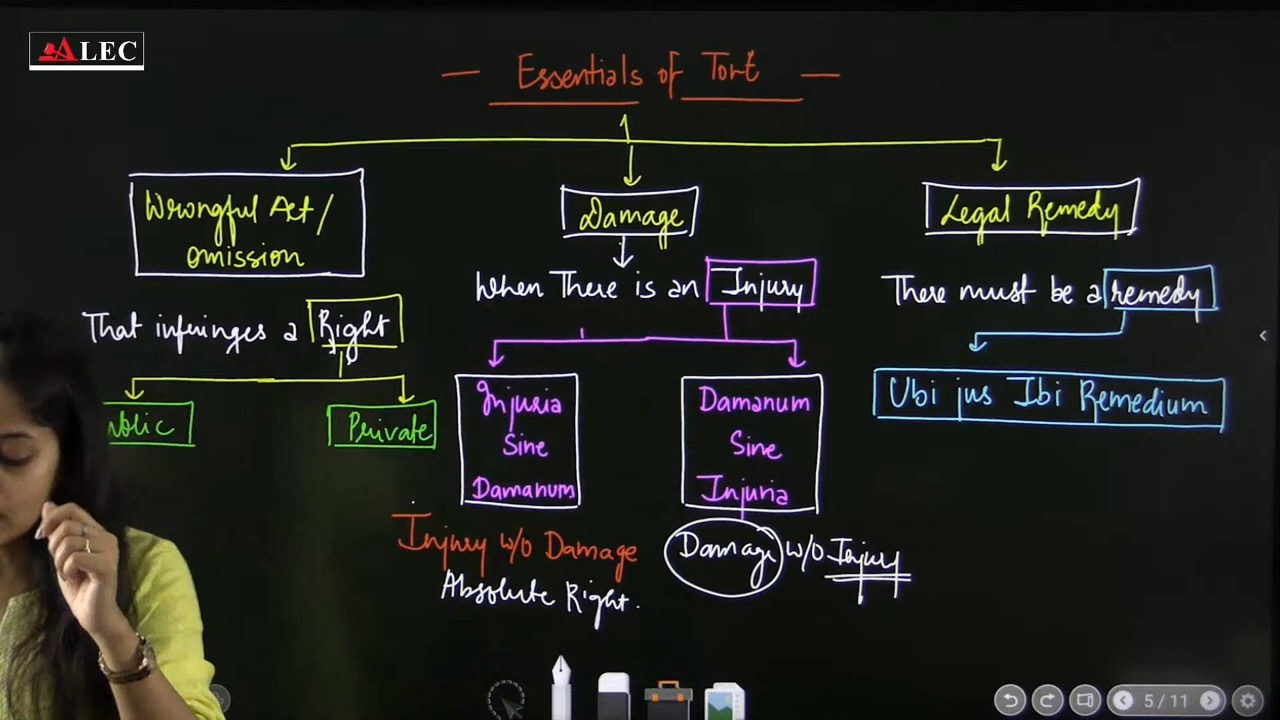 ALEC
— Essentials of Tort —
Wrongful Act /
omission
Damage
Legal Remedy
That infringes a Right
When There is an Injury
There must be a remedy
Private
Injuria
Sine
Damanum
Damanum
Sine
Injuria
Ubi jus Ibi Remedium
Injury w/o Damage
Absolute Right.
Damage w/o Injury
5 / 11